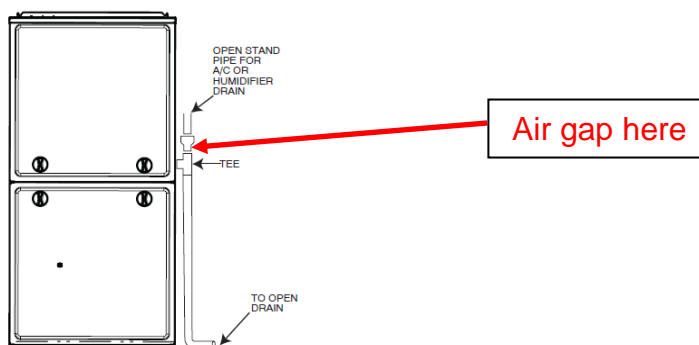 OPEN STAND
PIPE FOR
A/C OR
HUMIDIFIER
DRAIN
Air gap here
TEE
TO OPEN
DRAIN